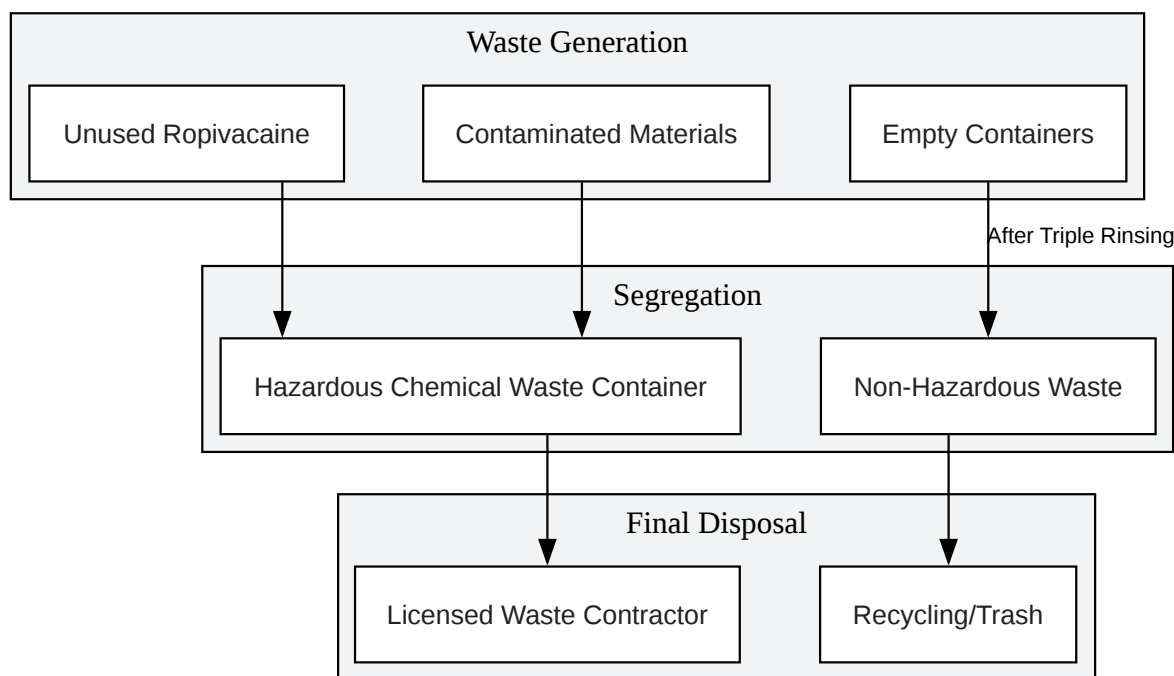 Waste Generation
Unused Ropivacaine
Contaminated Materials
Empty Containers
After Triple Rinsing
Segregation
Hazardous Chemical Waste Container
Non-Hazardous Waste
Final Disposal
Licensed Waste Contractor
Recycling/Trash